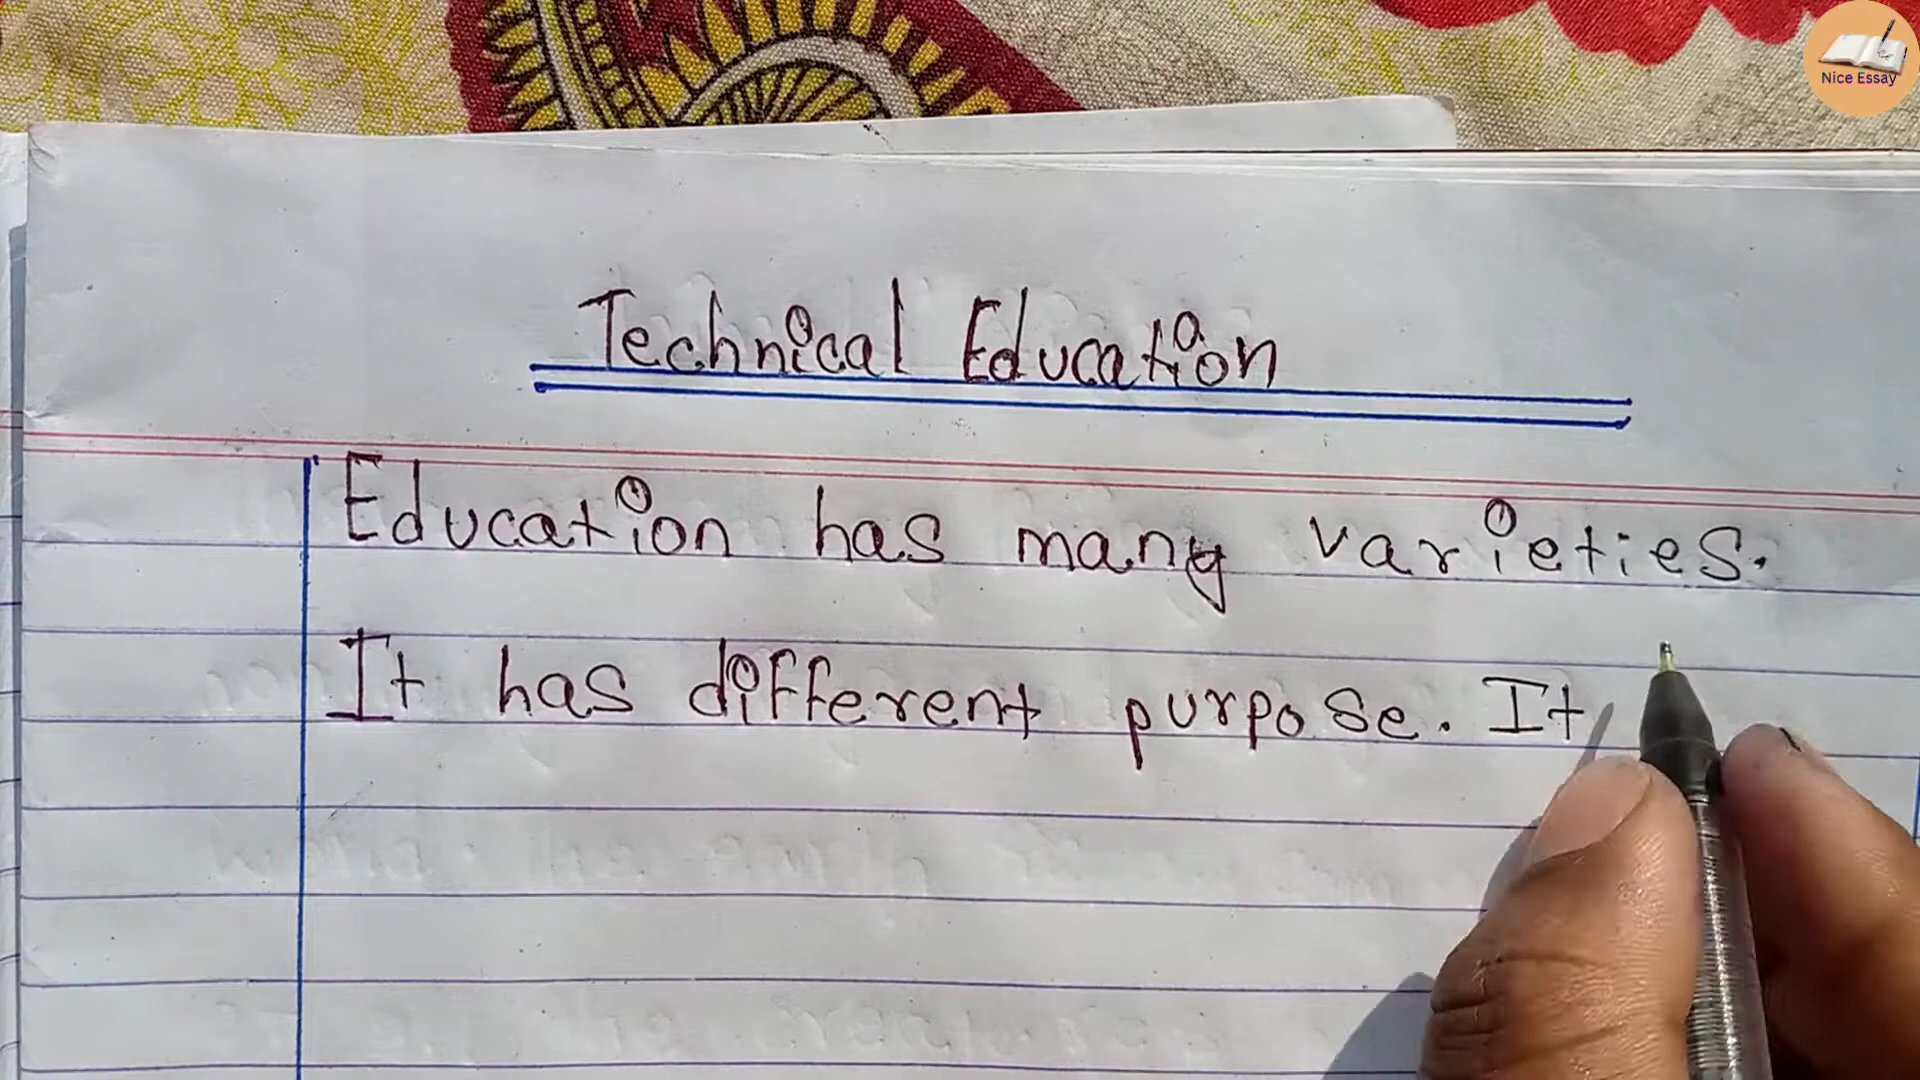 Nice Essay
Technical Education
Education has many varieties.
It has different purpose. It